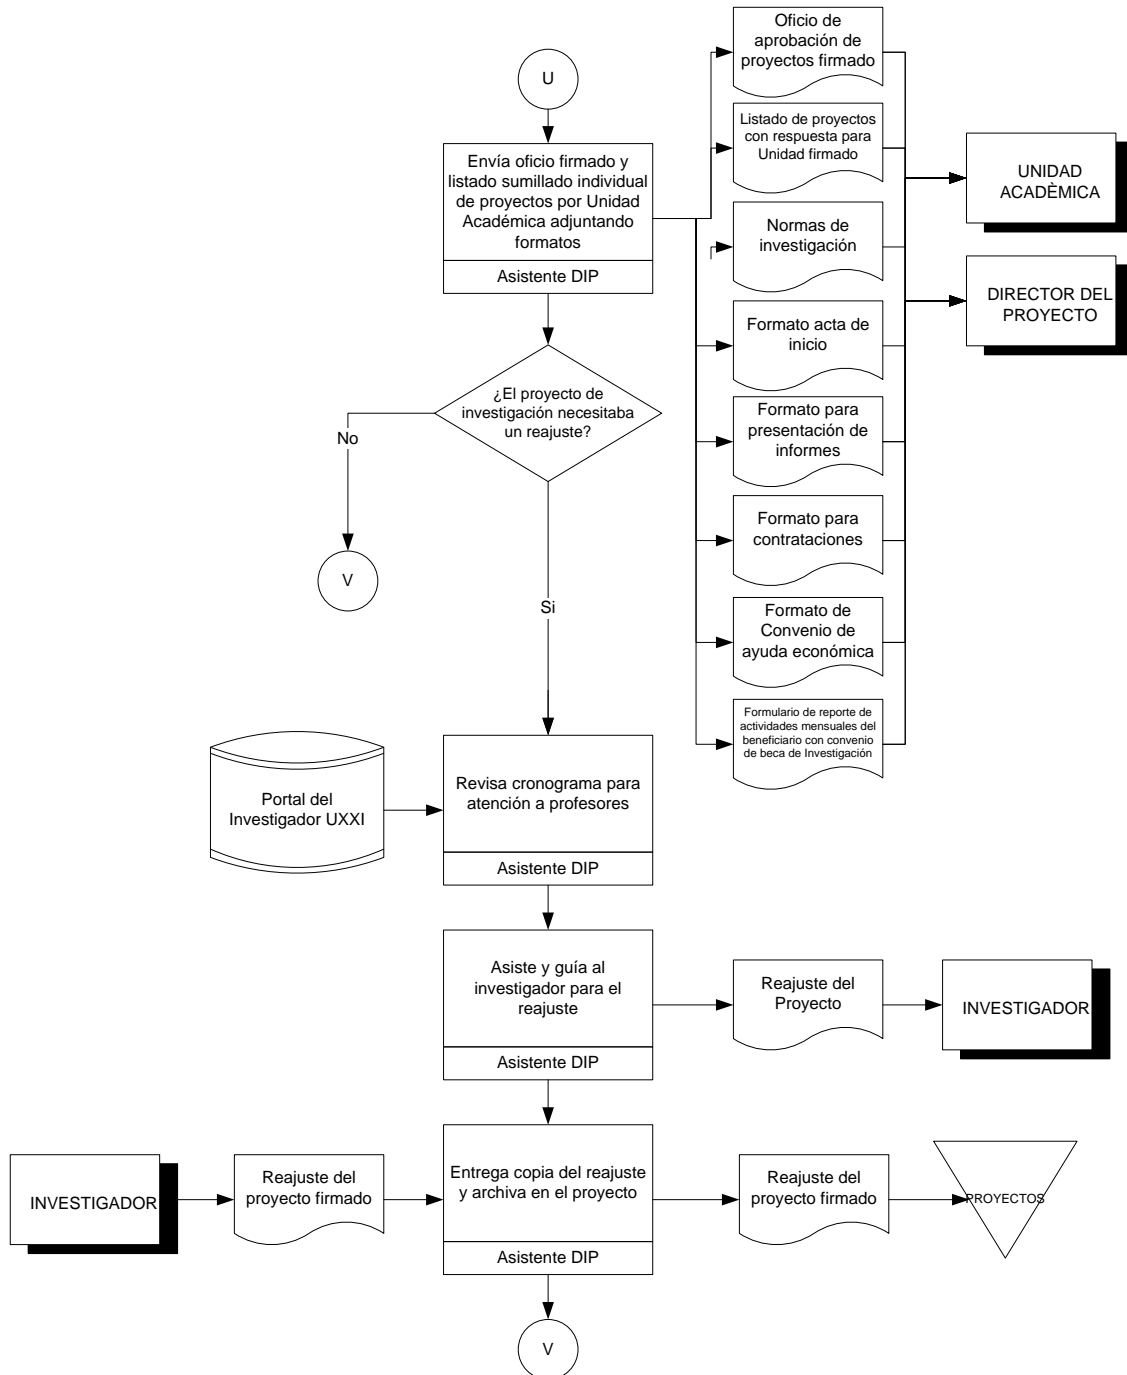 U
Envía oficio firmado y
listado sumillado individual
de proyectos por Unidad
Académica adjuntando
formatos
Asistente DIP
Oficio de
aprobación de
proyectos firmado
Listado de proyectos
con respuesta para
Unidad firmado
Normas de
investigación
Formato acta de
inicio
Formato para
presentación de
informes
Formato para
contrataciones
Formato de
Convenio de
ayuda económica
Formulario de reporte de
actividades mensuales del
beneficiario con convenio
de beca de Investigación
UNIDAD
ACADÈMICA
DIRECTOR DEL
PROYECTO
¿El proyecto de
investigación necesitaba
un reajuste?
No
V
Si
Portal del
Investigador UXXI
Revisa cronograma para
atención a profesores
Asistente DIP
Asiste y guía al
investigador para el
reajuste
Asistente DIP
Reajuste del
Proyecto
INVESTIGADOR
INVESTIGADOR
Reajuste del
proyecto firmado
Entrega copia del reajuste
y archiva en el proyecto
Asistente DIP
Reajuste del
proyecto firmado
PROYECTOS
V